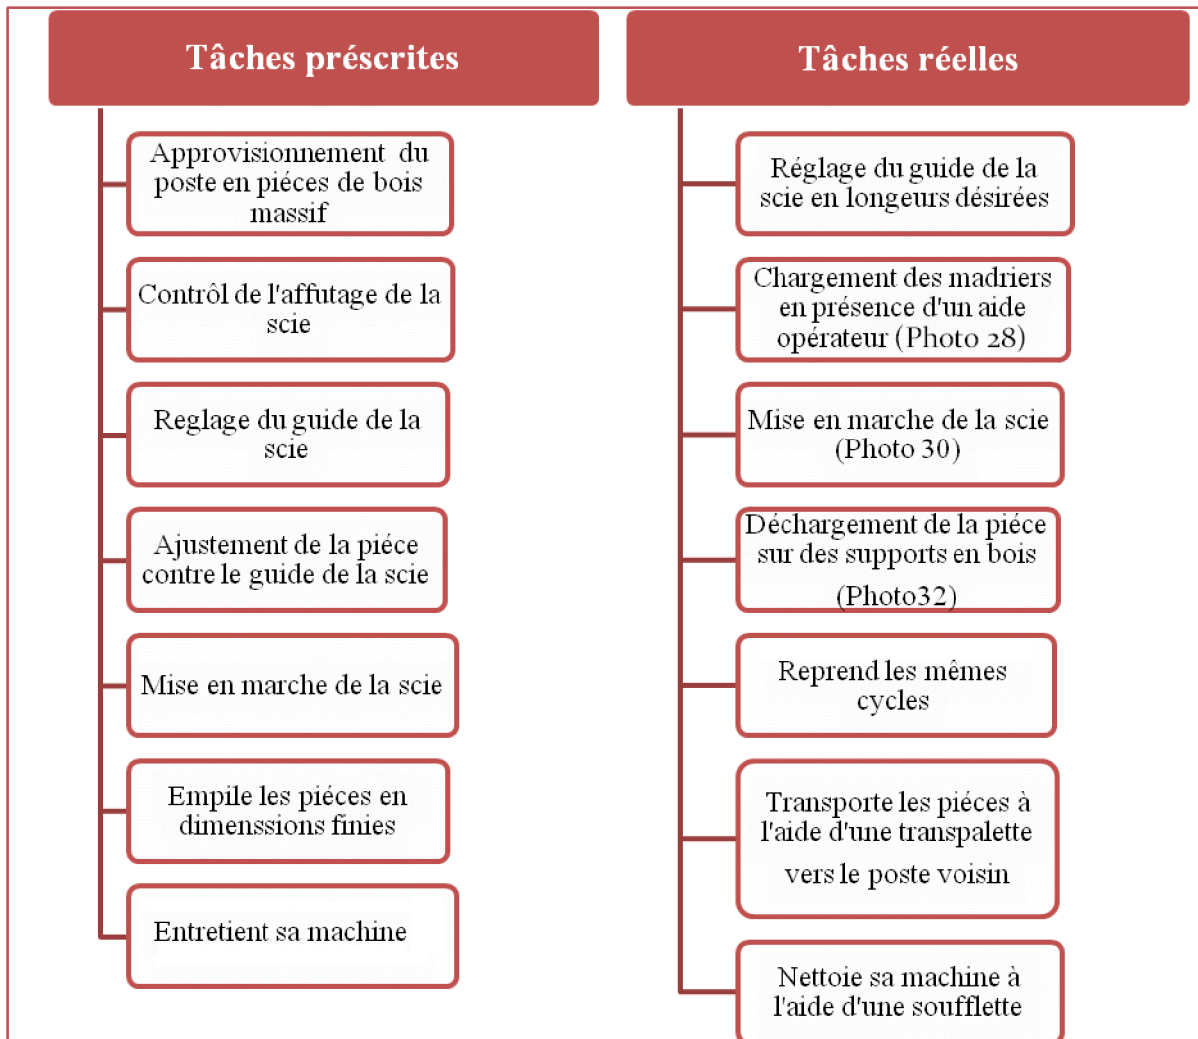 Tâches préscrites
Approvisionnement du
poste en piéces de bois
massif
Contrôl de l'affutage de la
scie
Reglage du guide de la
scie
Ajustement de la piéce
contre le guide de la scie
Mise en marche de la scie
Empile les piéces en
dimenssions finies
Entretient sa machine
Tâches réelles
Réglage du guide de la
scie en longeurs désirées
Chargement des madriers
en présence d'un aide
opérateur (Photo 28)
Mise en marche de la scie
(Photo 30)
Déchargement de la piéce
sur des supports en bois
(Photo32)
Reprend les mêmes
cycles
Transporte les piéces à
l'aide d'une transpalette
vers le poste voisin
Nettoie sa machine à
l'aide d'une soufflette